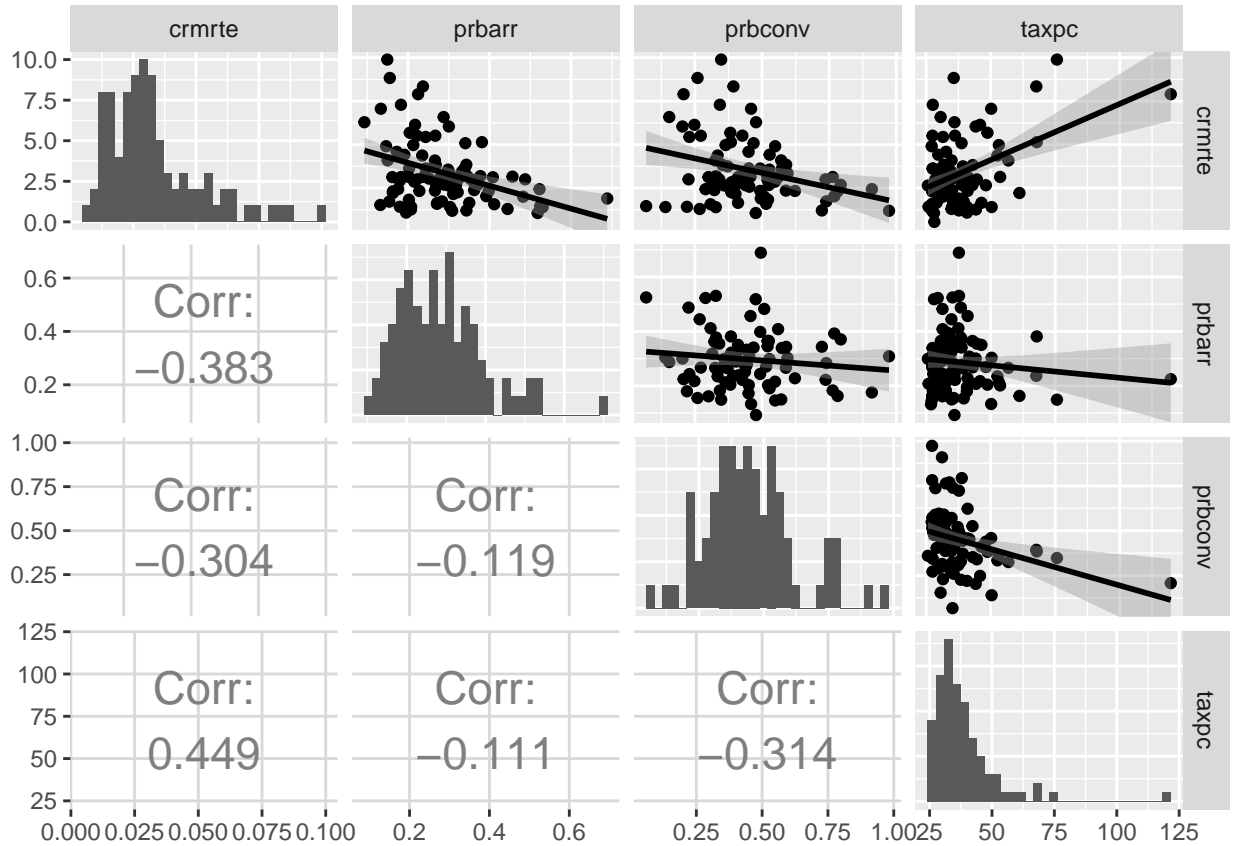 crmrte prbarr prbconv taxpc
10.0
7.5
5.0
2.5
0.0
crmrte
0.6
0.4
0.2
Corr:
−0.383
prbarr
1.00
0.75
0.50
0.25
Corr:
−0.304
Corr:
−0.119
prbconv
125
100
75
50
25
Corr:
0.449
Corr:
−0.111
Corr:
−0.314
taxpc
0.000 0.025 0.050 0.075 0.100 0.2 0.4 0.6 0.25 0.50 0.75 1.00 25 50 75 100 125